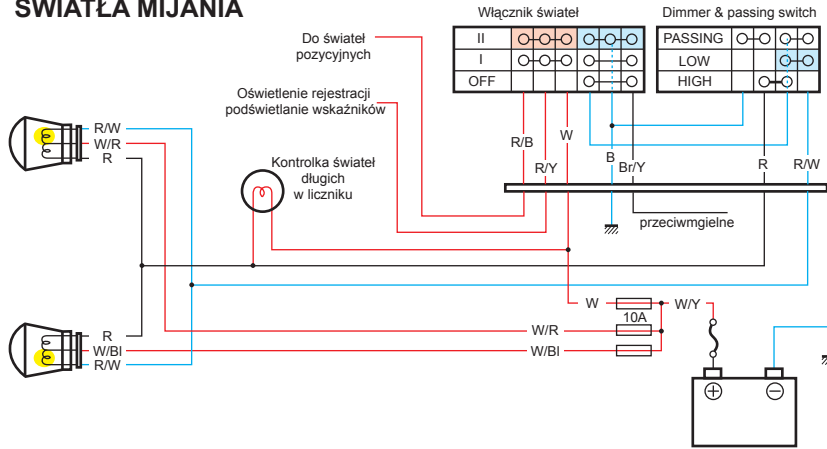 ŚWIATŁA MIJANIA
Włącznik świateł
Dimmer & passing switch
II
I
OFF
PASSING
LOW
HIGH
Do świateł
pozycyjnych
Oświetlenie rejestracji
podświetlanie wskaźników
R/B
R/Y
W
B
Br/Y
R
R/W
Kontrolka świateł
długich
w liczniku
przeciwmgielne
R/W
W/R
R
R
W/Bl
R/W
W
10A
W/Y
W/R
W/Bl
+
−